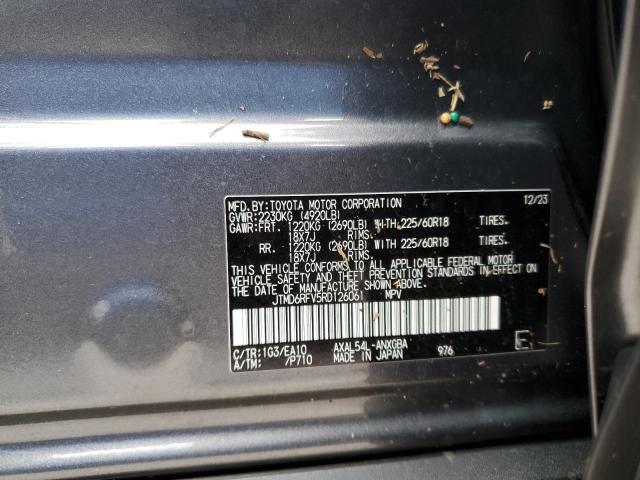 MFD.BY:TOYOTA MOTOR CORPORATION 12/23
GVWR:2230KG (4920LB)
GAWR:FRT. 1220KG (2690LB) WITH 225/60R18 TIRES.
18X7J RIMS.
RR. 1220KG (2690LB) WITH 225/60R18 TIRES.
18X7J RIMS.
THIS VEHICLE CONFORMS TO ALL APPLICABLE FEDERAL MOTOR
VEHICLE SAFETY AND BUMPER STANDARDS IN EFFECT ON
THE DATE OF MANUFACTURE SHOWN ABOVE.
JTMD6RFV5RD126061 MPV
C/TR:1G3/EA10 AXAL54L-ANXGBA
A/TM: /P710 MADE IN JAPAN 976
E